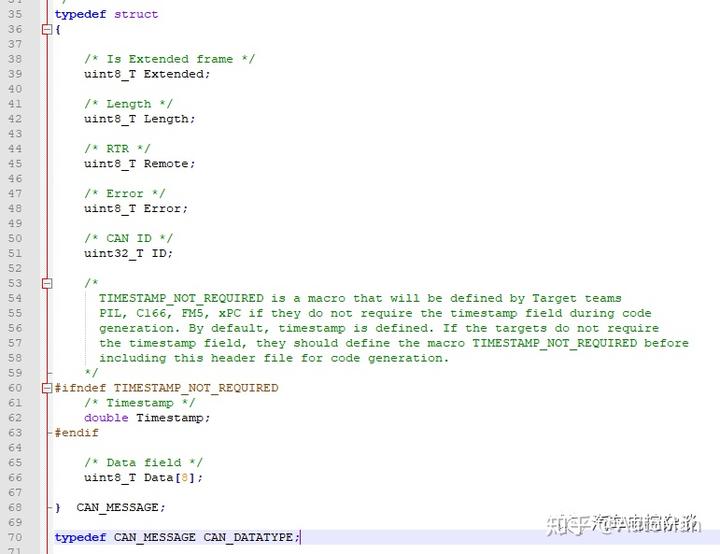 35 typedef struct
36 {
37
38 /* Is Extended frame */
39 uint8_T Extended;
40
41 /* Length */
42 uint8_T Length;
43
44 /* RTR */
45 uint8_T Remote;
46
47 /* Error */
48 uint8_T Error;
49
50 /* CAN ID */
51 uint32_T ID;
52
53 /*
54 TIMESTAMP_NOT_REQUIRED is a macro that will be defined by Target teams
55 PIL, C166, FM5, xPC if they do not require the timestamp field during code
56 generation. By default, timestamp is defined. If the targets do not require
57 the timestamp field, they should define the macro TIMESTAMP_NOT_REQUIRED before
58 including this header file for code generation.
59 */
60 #ifndef TIMESTAMP_NOT_REQUIRED
61 /* Timestamp */
62 double Timestamp;
63 #endif
64
65 /* Data field */
66 uint8_T Data[8];
67
68 } CAN_MESSAGE;
69
70 typedef CAN_MESSAGE CAN_DATATYPE;
知乎